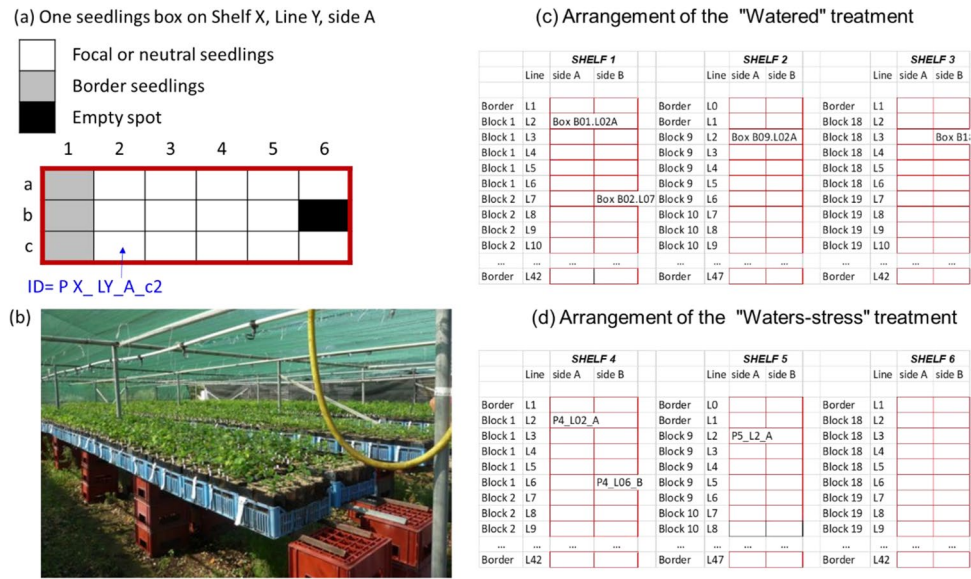 (a) One seedlings box on Shelf X, Line Y, side A
Focal or neutral seedlings
Border seedlings
Empty spot
1 2 3 4 5 6
a
b
c
ID= P X_ LY_A_c2
(b)
(c) Arrangement of the "Watered" treatment
SHELF 1 SHELF 2 SHELF 3
Line side A side B Line side A side B Line side A side B
Border L1 Border L0 Border L1
Block 1 L2 Box B01.L02A Border L1 Block 18 L2
Block 1 L3 Block 9 L2 Box B09.L02A Block 18 L3 Box B1
Block 1 L4 Block 9 L3 Block 18 L4
Block 1 L5 Block 9 L4 Block 18 L5
Block 1 L6 Block 9 L5 Block 18 L6
Block 2 L7 Box B02.L07 Block 9 L6 Block 19 L7
Block 2 L8 Block 10 L7 Block 19 L8
Block 2 L9 Block 10 L8 Block 19 L9
Block 2 L10 Block 10 L9 Block 19 L10
... ... ... ... ... ... ... ... ...
Border L42 Border L47 Border L42
(d) Arrangement of the "Waters-stress" treatment
SHELF 4 SHELF 5 SHELF 6
Line side A side B Line side A side B Line side A side B
Border L1 Border L0 Border L1
Block 1 L2 P4_L02_A Border L1 Block 18 L2
Block 1 L3 Block 9 L2 P5_L2_A Block 18 L3
Block 1 L4 Block 9 L3 Block 18 L4
Block 1 L5 Block 9 L4 Block 18 L5
Block 1 L6 P4_L06_B Block 9 L5 Block 18 L6
Block 2 L7 Block 9 L6 Block 19 L7
Block 2 L8 Block 10 L7 Block 19 L8
Block 2 L9 Block 10 L8 Block 19 L9
... ... ... ... ... ... ... ... ...
Border L42 Border L47 Border L42